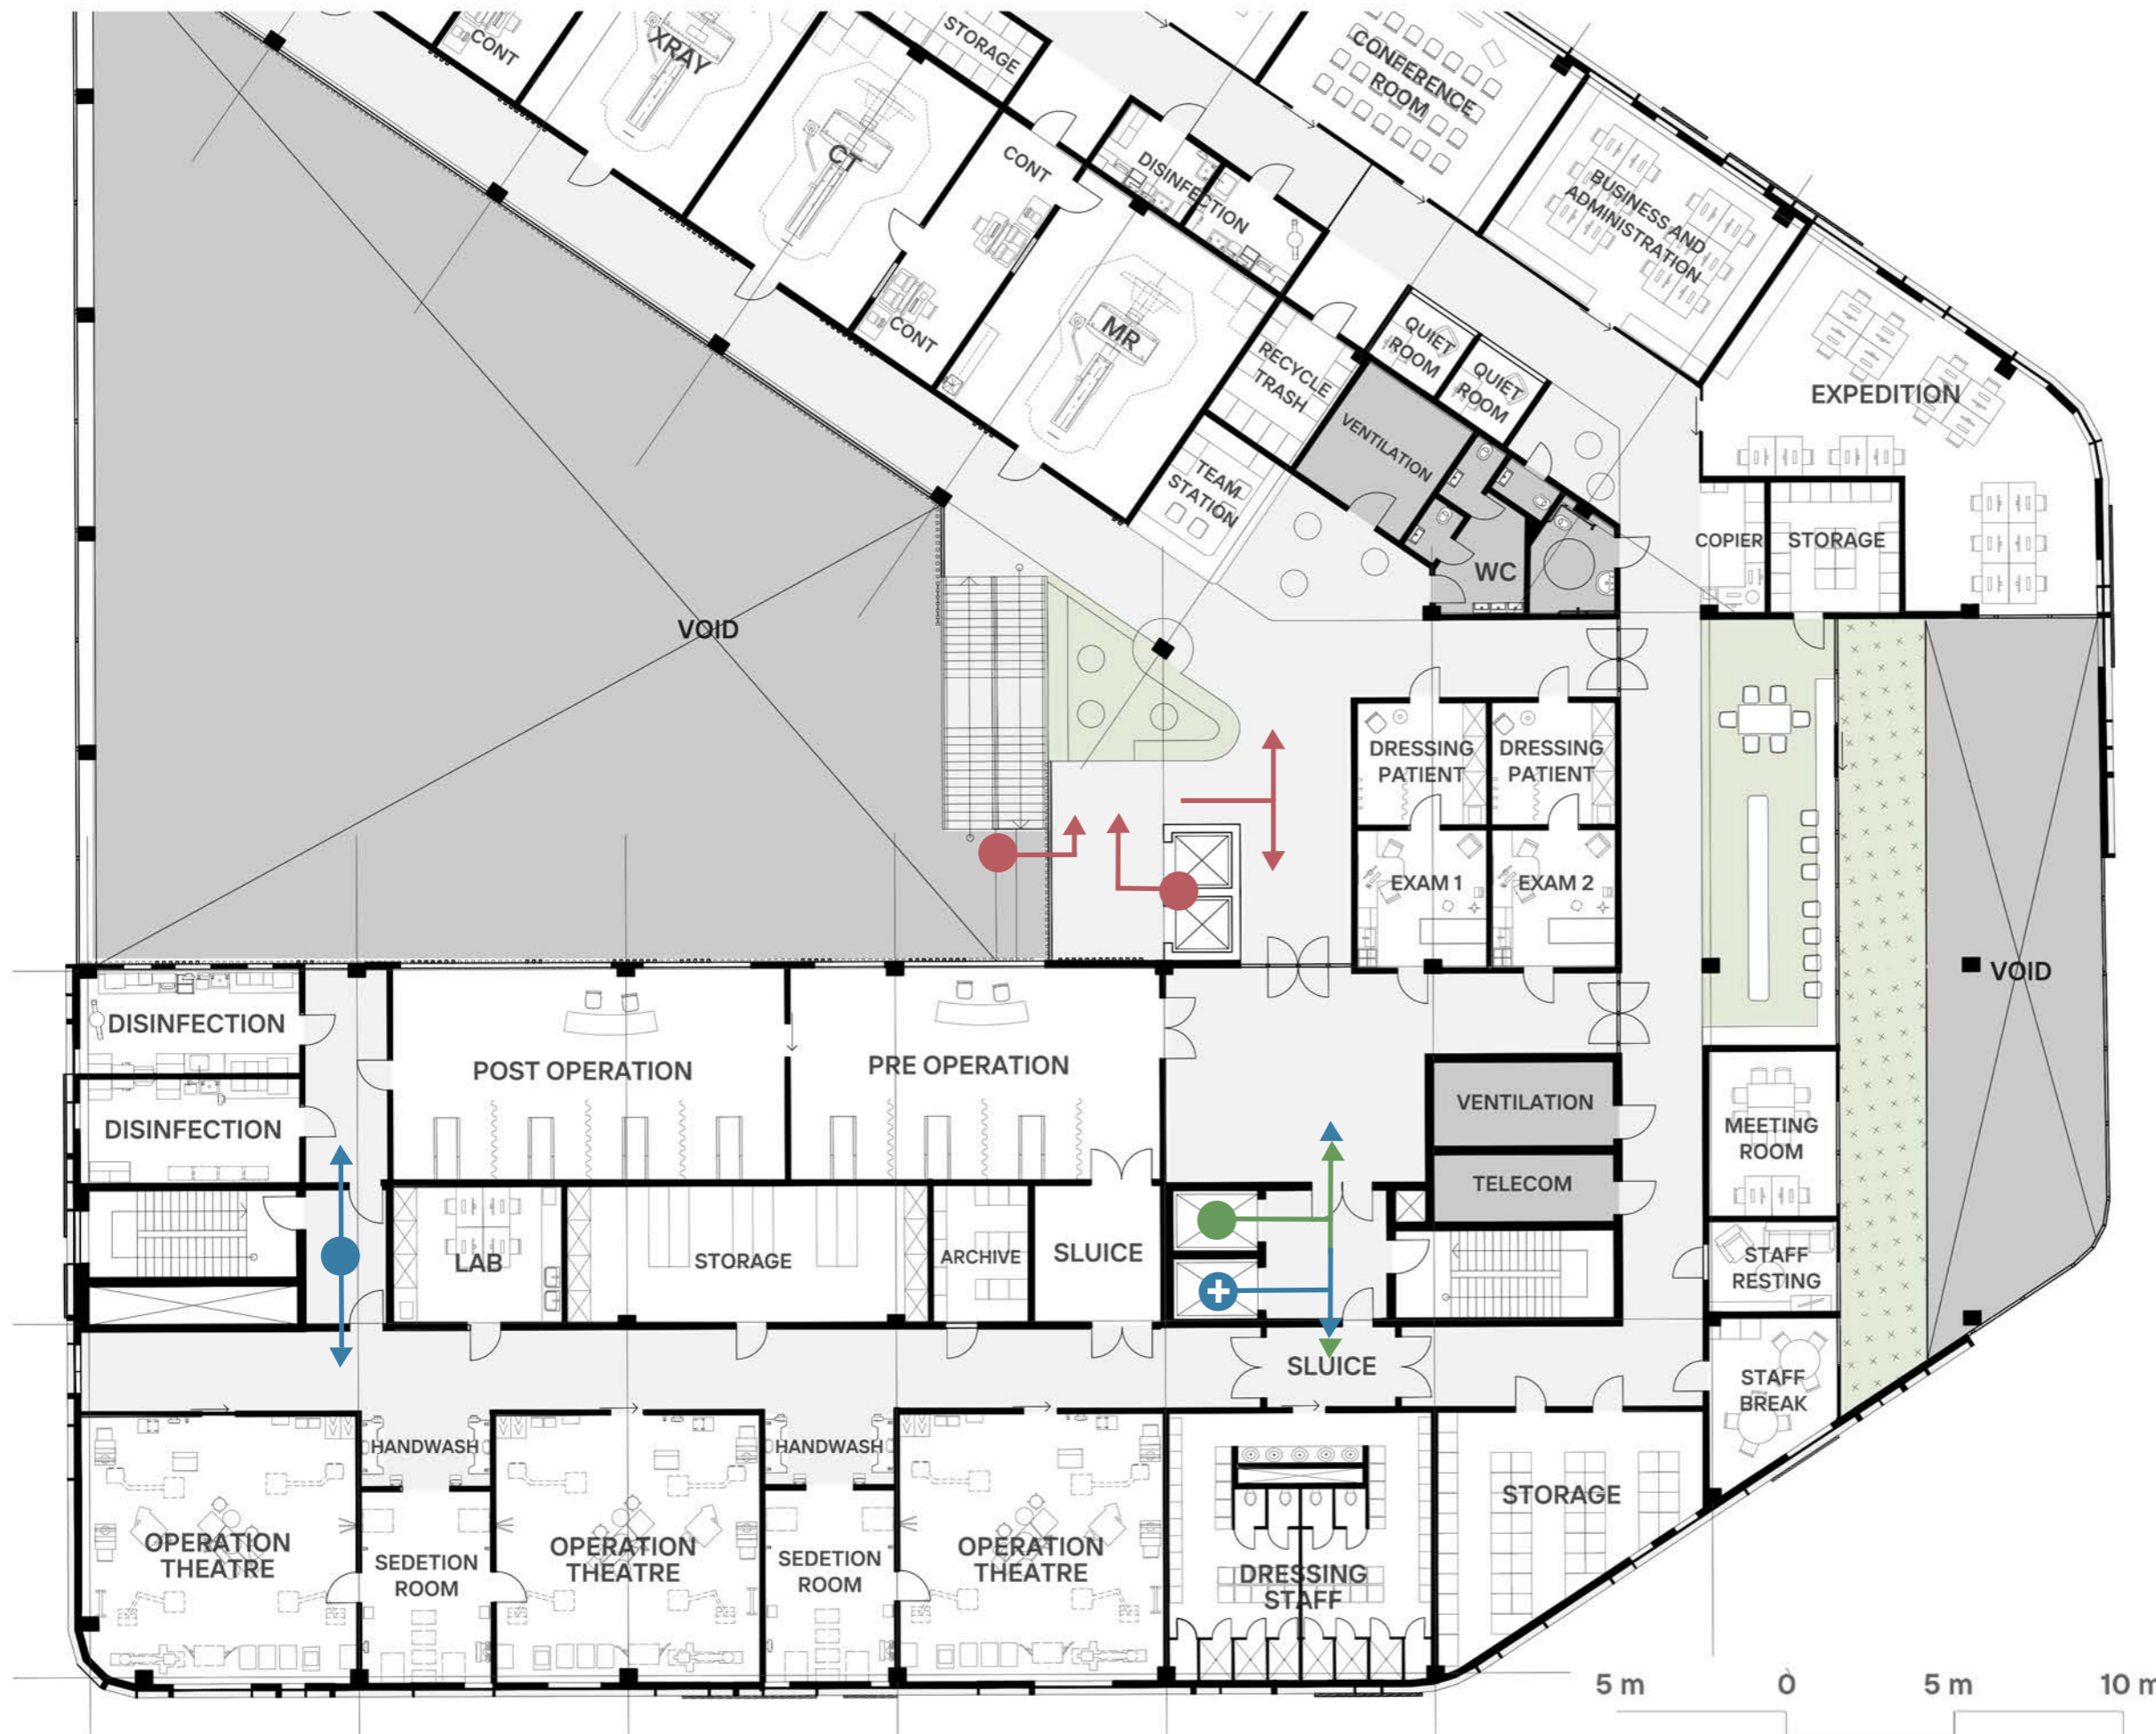 CONT
XRAY
STORAGE
CONFERENCE
ROOM
CT
CONT
DISINFECTION
BUSINESS AND
ADMINISTRATION
CONT
MR
QUIET
ROOM
QUIET
ROOM
RECYCLE
TRASH
EXPEDITION
VENTILATION
TEAM
STATION
COPIER
STORAGE
WC
VOID
DRESSING
PATIENT
DRESSING
PATIENT
EXAM 1
EXAM 2
VOID
DISINFECTION
POST OPERATION
PRE OPERATION
DISINFECTION
VENTILATION
MEETING
ROOM
TELECOM
LAB
STORAGE
ARCHIVE
SLUICE
STAFF
RESTING
SLUICE
STAFF
BREAK
HANDWASH
HANDWASH
OPERATION
THEATRE
SEDETION
ROOM
OPERATION
THEATRE
SEDETION
ROOM
OPERATION
THEATRE
DRESSING
STAFF
STORAGE
5 m 0 5 m 10 m